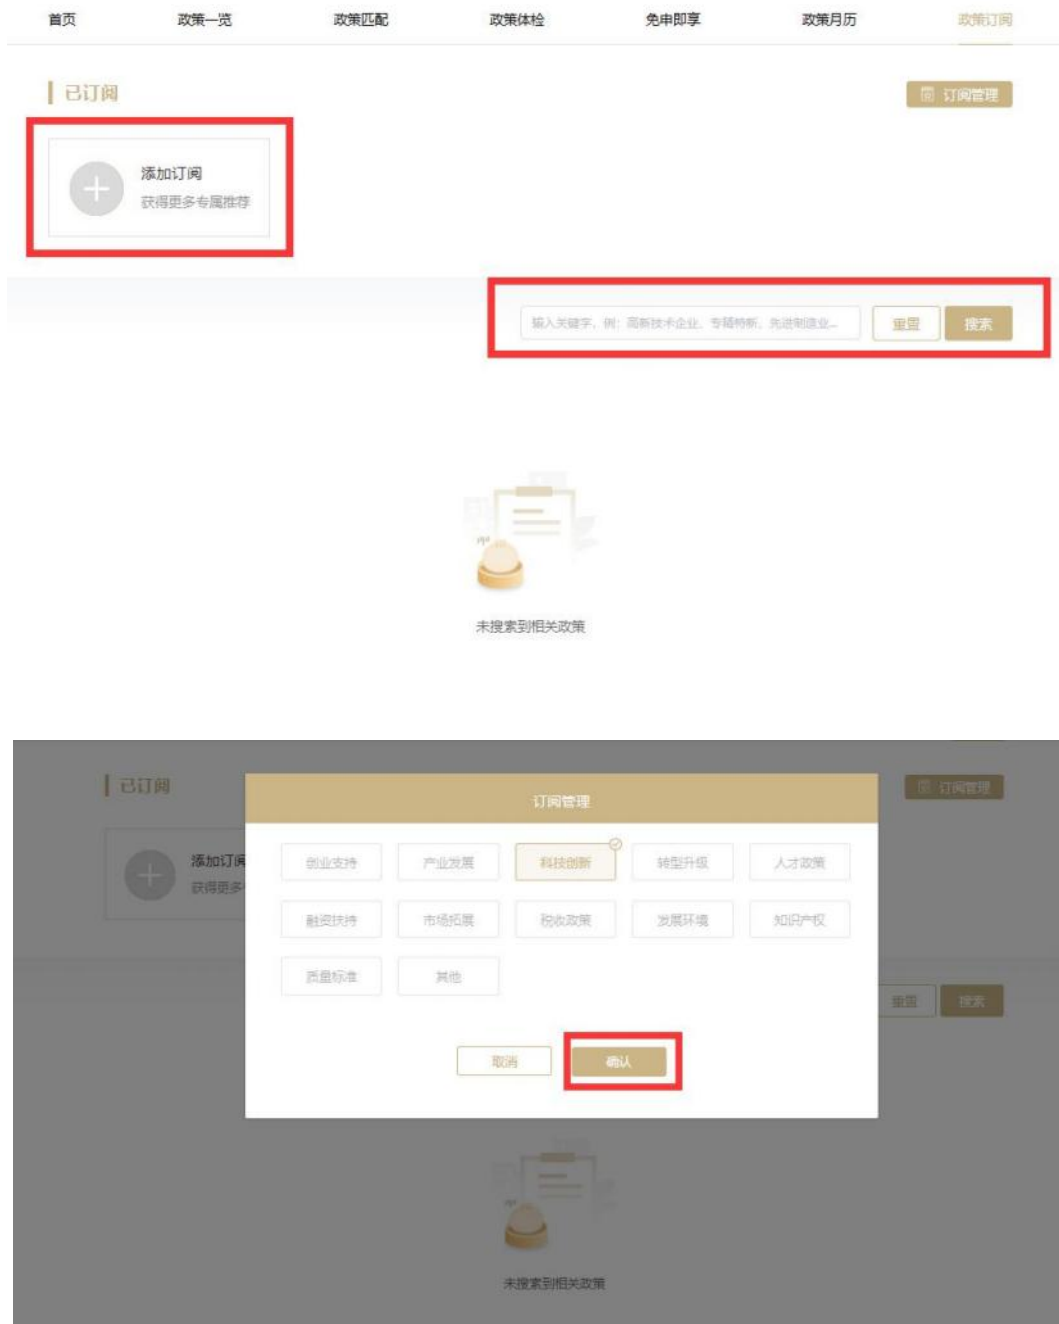 首页 政策一览 政策匹配 政策体检 免申即享 政策月历 政策订阅
已订阅 订阅管理
添加订阅
获得更多专属推荐
输入关键字，例：高新技术企业、专精特新、先进制造业... 重置 搜索
未搜索到相关政策
已订阅 订阅管理 订阅管理
添加订阅 创业支持 产业发展 科技创新 转型升级 人才政策
获得更多
融资扶持 市场拓展 税收政策 发展环境 知识产权
质量标准 其他
重置 搜索
取消 确认
未搜索到相关政策